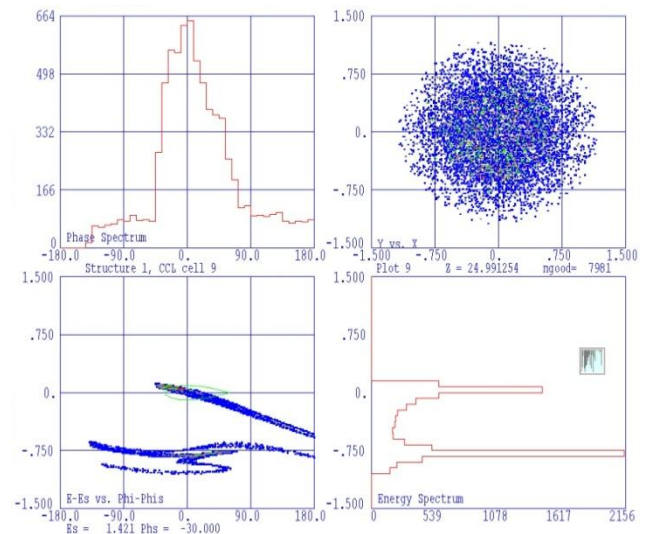 664
498
332
166
0
-180.0 -90.0 0. 90.0 180.0
Phase Spectrum
Structure 1, CCL cell 9
1.500
.750
0.
-.750
-1.500
-1.500 -.750 0. .750 1.500
Y vs. X
Plot 9 Z = 24.991254 ngood= 7981
1.500
.750
0.
-.750
-1.500
-180.0 -90.0 0. 90.0 180.0
E-Es vs. Phi-Phis
Es = 1.421 Phs = -30.000
1.500
.750
0.
-.750
-1.500
0 539 1078 1617 2156
Energy Spectrum